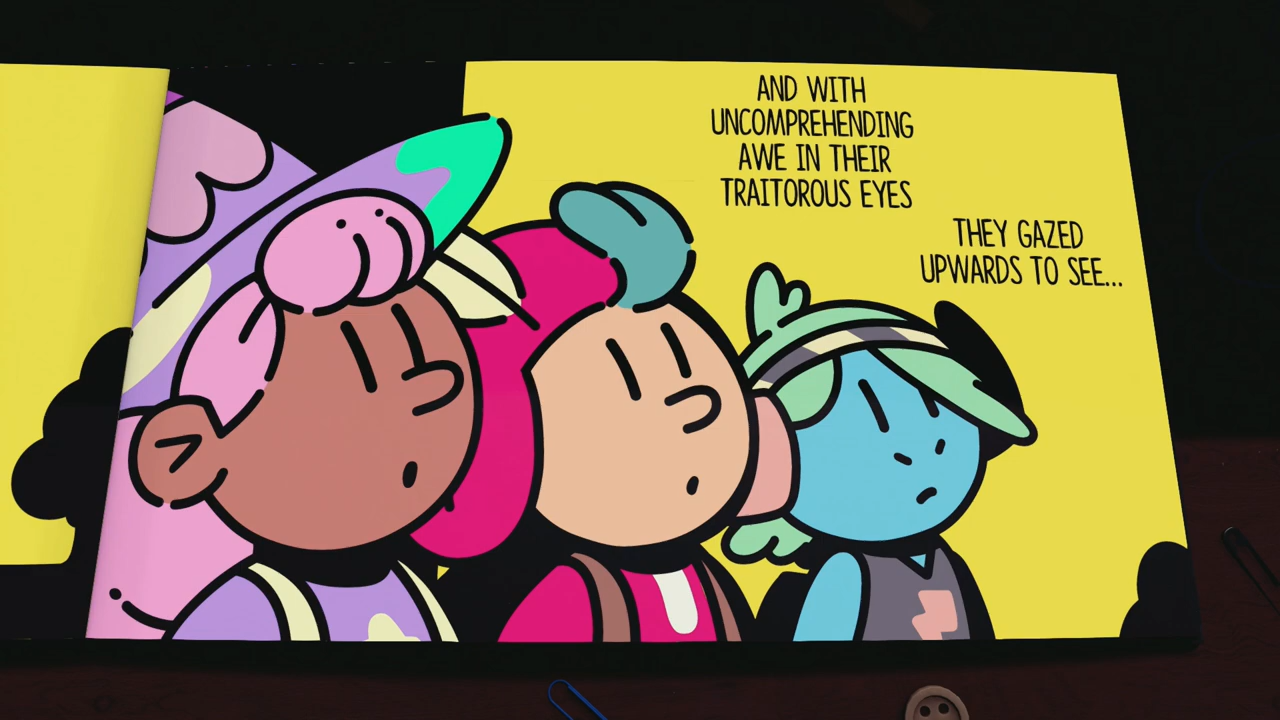 AND WITH
UNCOMPREHENDING
AWE IN THEIR
TRAITOROUS EYES
THEY GAZED
UPWARDS TO SEE...